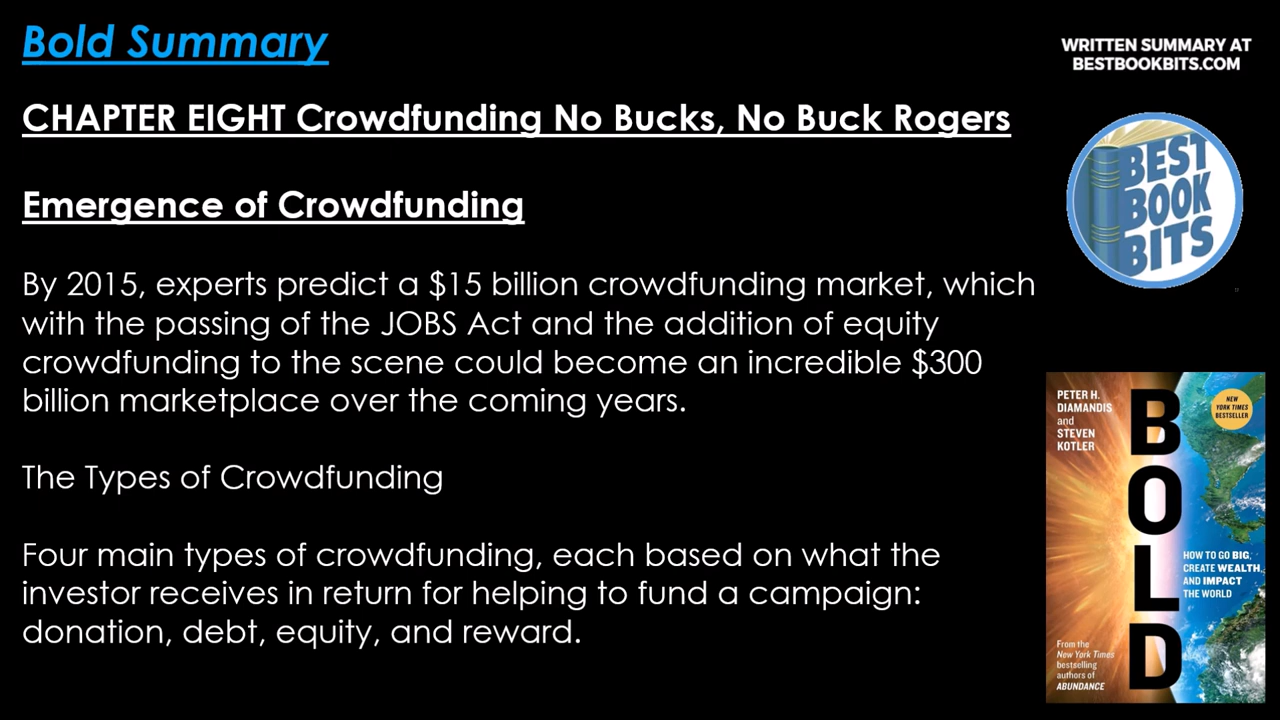 Bold Summary
WRITTEN SUMMARY AT
BESTBOOKBITS.COM
CHAPTER EIGHT Crowdfunding No Bucks, No Buck Rogers
BEST
BOOK
BITS
Emergence of Crowdfunding
By 2015, experts predict a $15 billion crowdfunding market, which
with the passing of the JOBS Act and the addition of equity
crowdfunding to the scene could become an incredible $300
billion marketplace over the coming years.
The Types of Crowdfunding
Four main types of crowdfunding, each based on what the
investor receives in return for helping to fund a campaign:
donation, debt, equity, and reward.
PETER H.
DIAMANDIS
and
STEVEN
KOTLER
BOLD
NEW
YORK TIMES
BESTSELLER
HOW TO GO BIG,
CREATE WEALTH,
AND IMPACT
THE WORLD
From the
New York Times
bestselling
authors of
ABUNDANCE